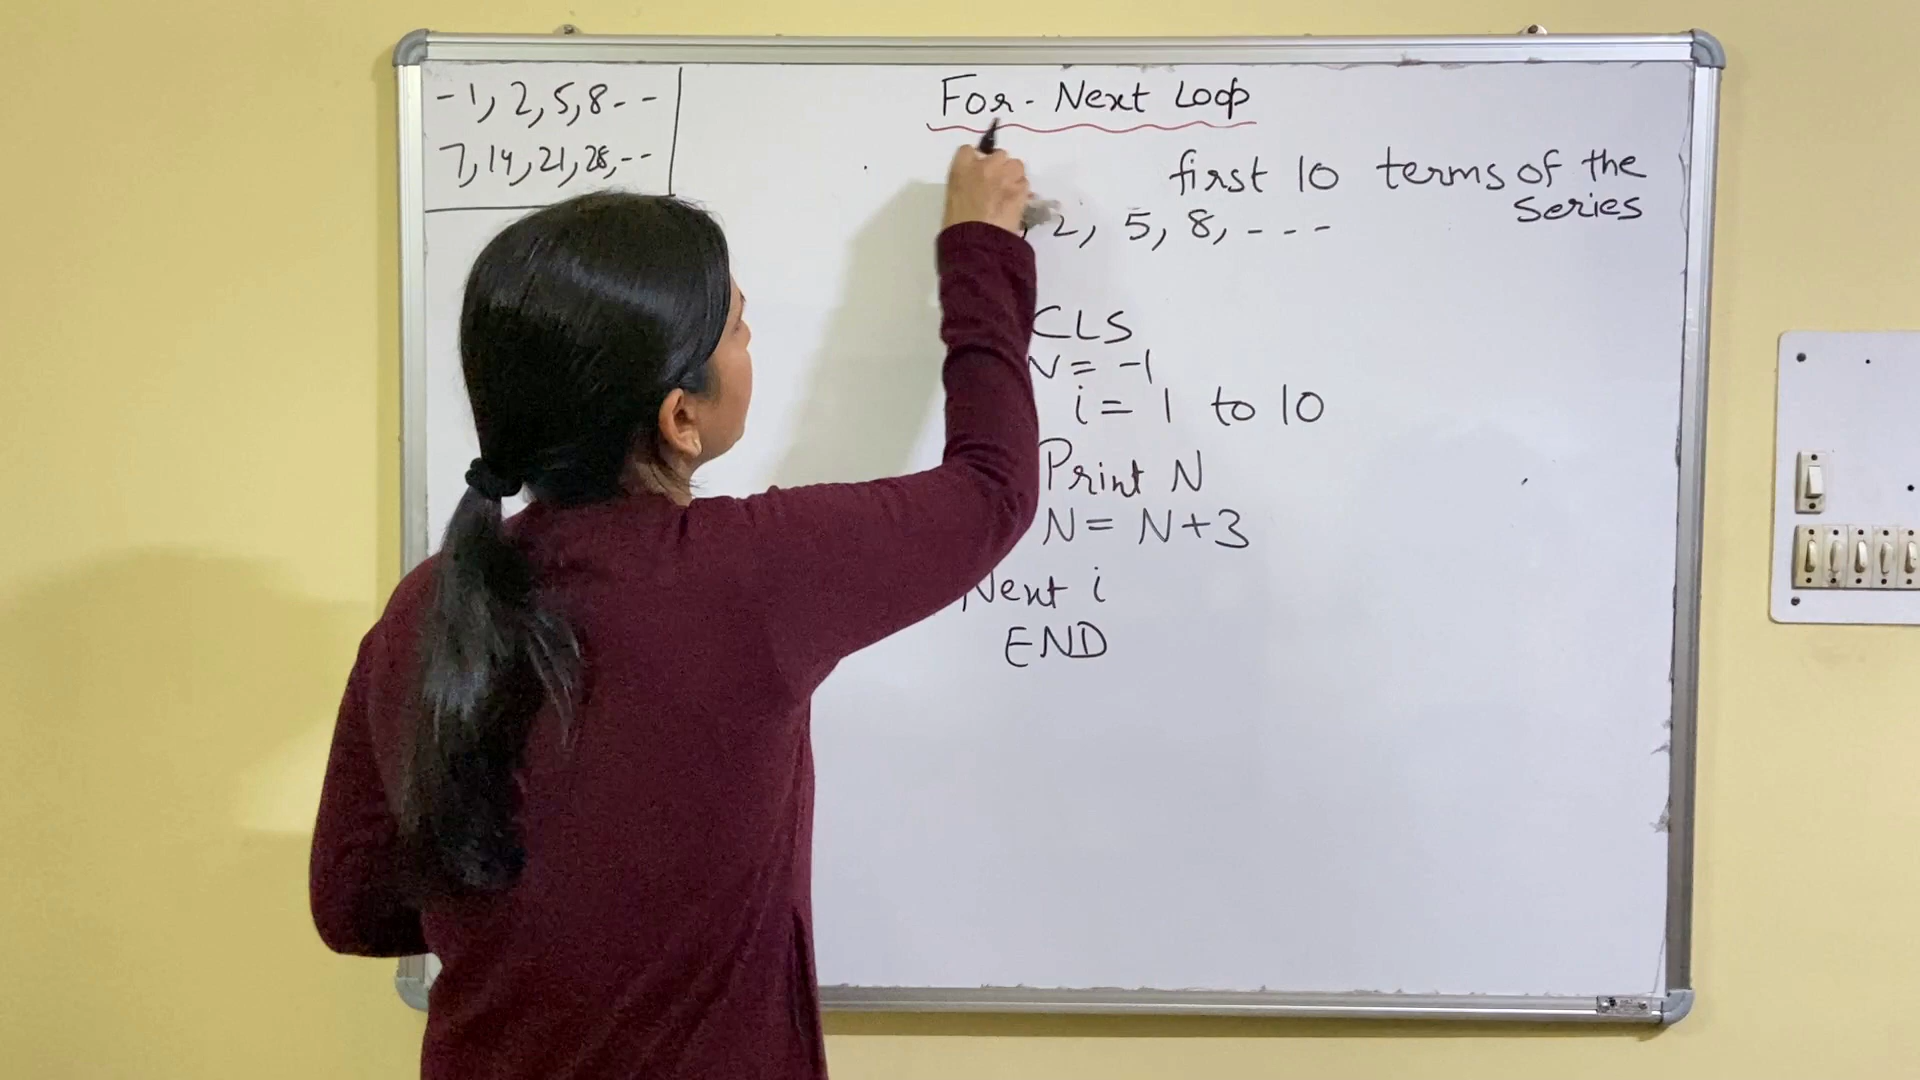 -1, 2, 5, 8 - -
7, 14, 21, 28, - -
For - Next Loop
first 10 terms of the
series
, 2, 5, 8, - - -
CLS
N = -1
i = 1 to 10
Print N
N = N + 3
Next i
END